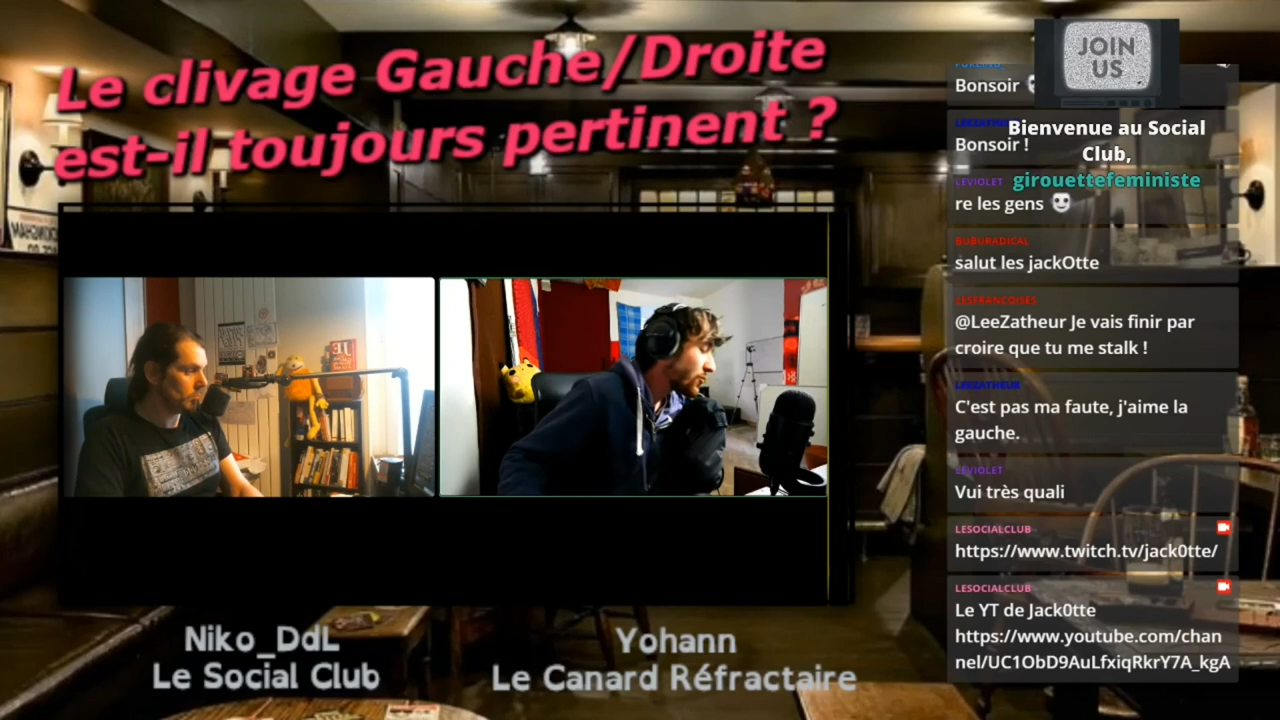 Le clivage Gauche/Droite
est-il toujours pertinent ?
Niko_DdL
Le Social Club
Yohann
Le Canard Réfractaire
JOIN
US
Bienvenue au Social
Club,
girouettefeministe
Bonsoir
LEEZATHEUR
Bonsoir !
LEVIOLET
re les gens
BUBURADICAL
salut les jackOtte
LESFRANCOISES
@LeeZatheur Je vais finir par
croire que tu me stalk !
LEEZATHEUR
C'est pas ma faute, j'aime la
gauche.
LEVIOLET
Vui très quali
LESOCIALCLUB
https://www.twitch.tv/jack0tte/
LESOCIALCLUB
Le YT de Jack0tte
https://www.youtube.com/chan
nel/UC1ObD9AuLfxiqRkrY7A_kgA